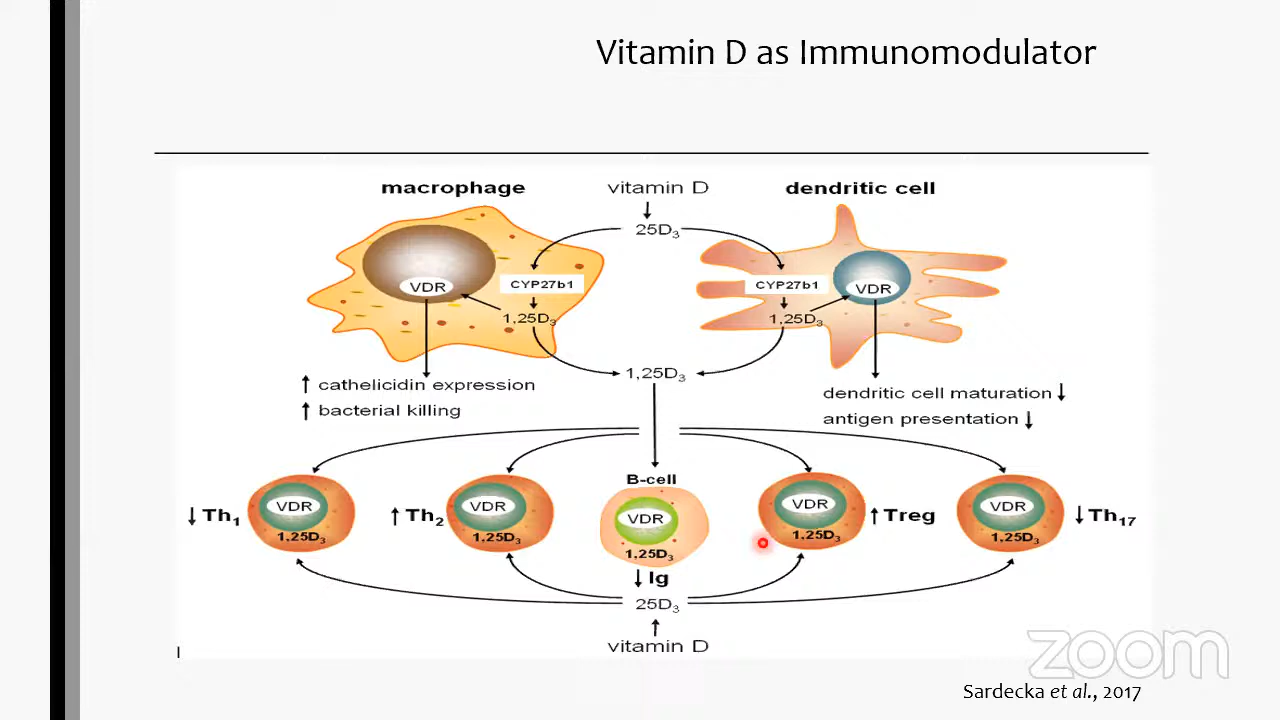 Vitamin D as Immunomodulator
macrophage
vitamin D
dendritic cell
25D₃
VDR
CYP27b1
CYP27b1
VDR
1,25D₃
1,25D₃
1,25D₃
↑ cathelicidin expression
↑ bacterial killing
dendritic cell maturation ↓
antigen presentation ↓
B-cell
↓ Th₁
VDR
1,25D₃
↑ Th₂
VDR
1,25D₃
VDR
1,25D₃
↓ Ig
VDR
1,25D₃
↑ Treg
VDR
1,25D₃
↓ Th₁₇
25D₃
vitamin D
zoom
Sardecka et al., 2017